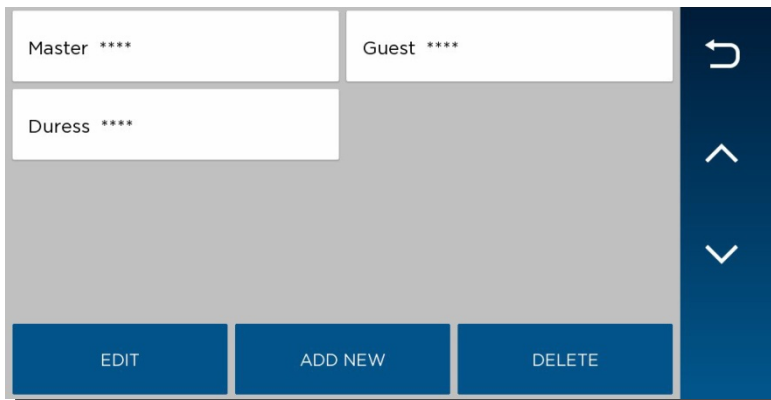 Master ****
Guest ****
Duress ****
EDIT
ADD NEW
DELETE